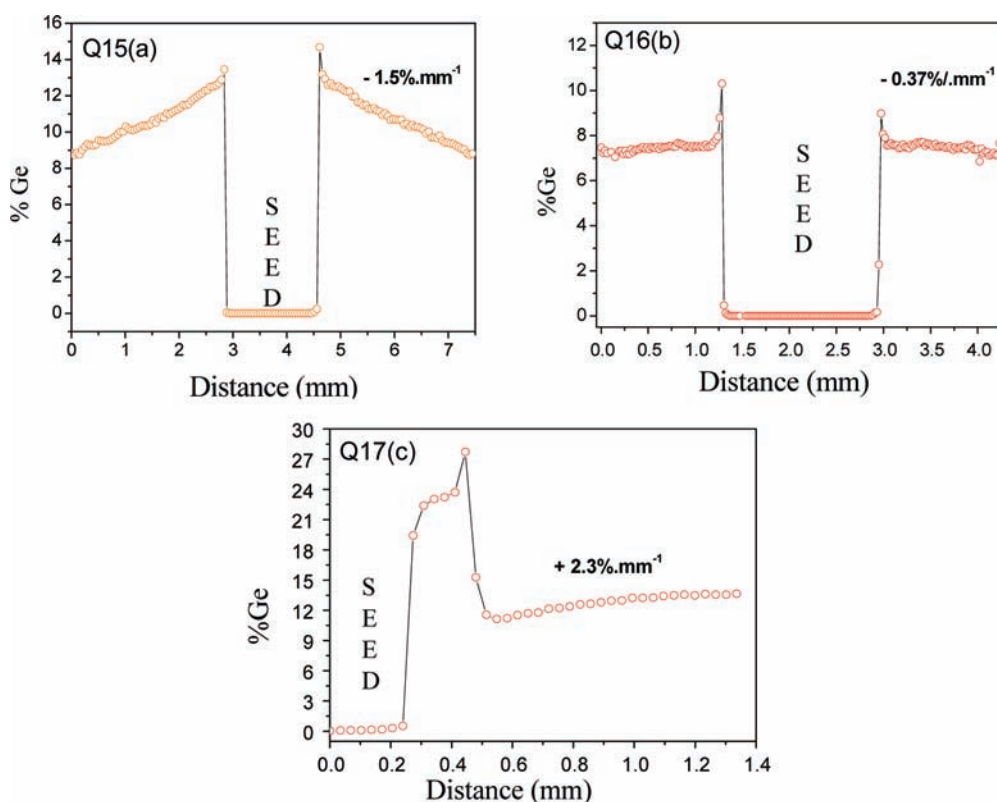 Q15(a)
- 1.5%.mm⁻¹
16
14
12
10
8
6
4
2
0
% Ge
S
E
E
D
0 1 2 3 4 5 6 7
Distance (mm)
Q16(b)
- 0.37%/.mm⁻¹
12
10
8
6
4
2
0
%Ge
S
E
E
D
0.0 0.5 1.0 1.5 2.0 2.5 3.0 3.5 4.0
Distance (mm)
Q17(c)
+ 2.3%.mm⁻¹
30
27
24
21
18
15
12
9
6
3
0
%Ge
S
E
E
D
0.0 0.2 0.4 0.6 0.8 1.0 1.2 1.4
Distance (mm)